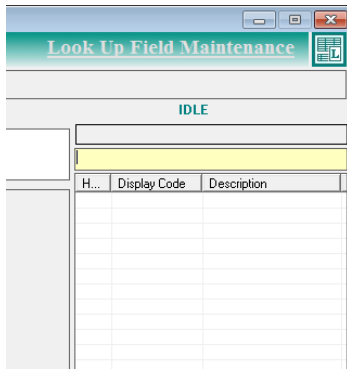 Look Up Field Maintenance
L
IDLE
H... Display Code Description